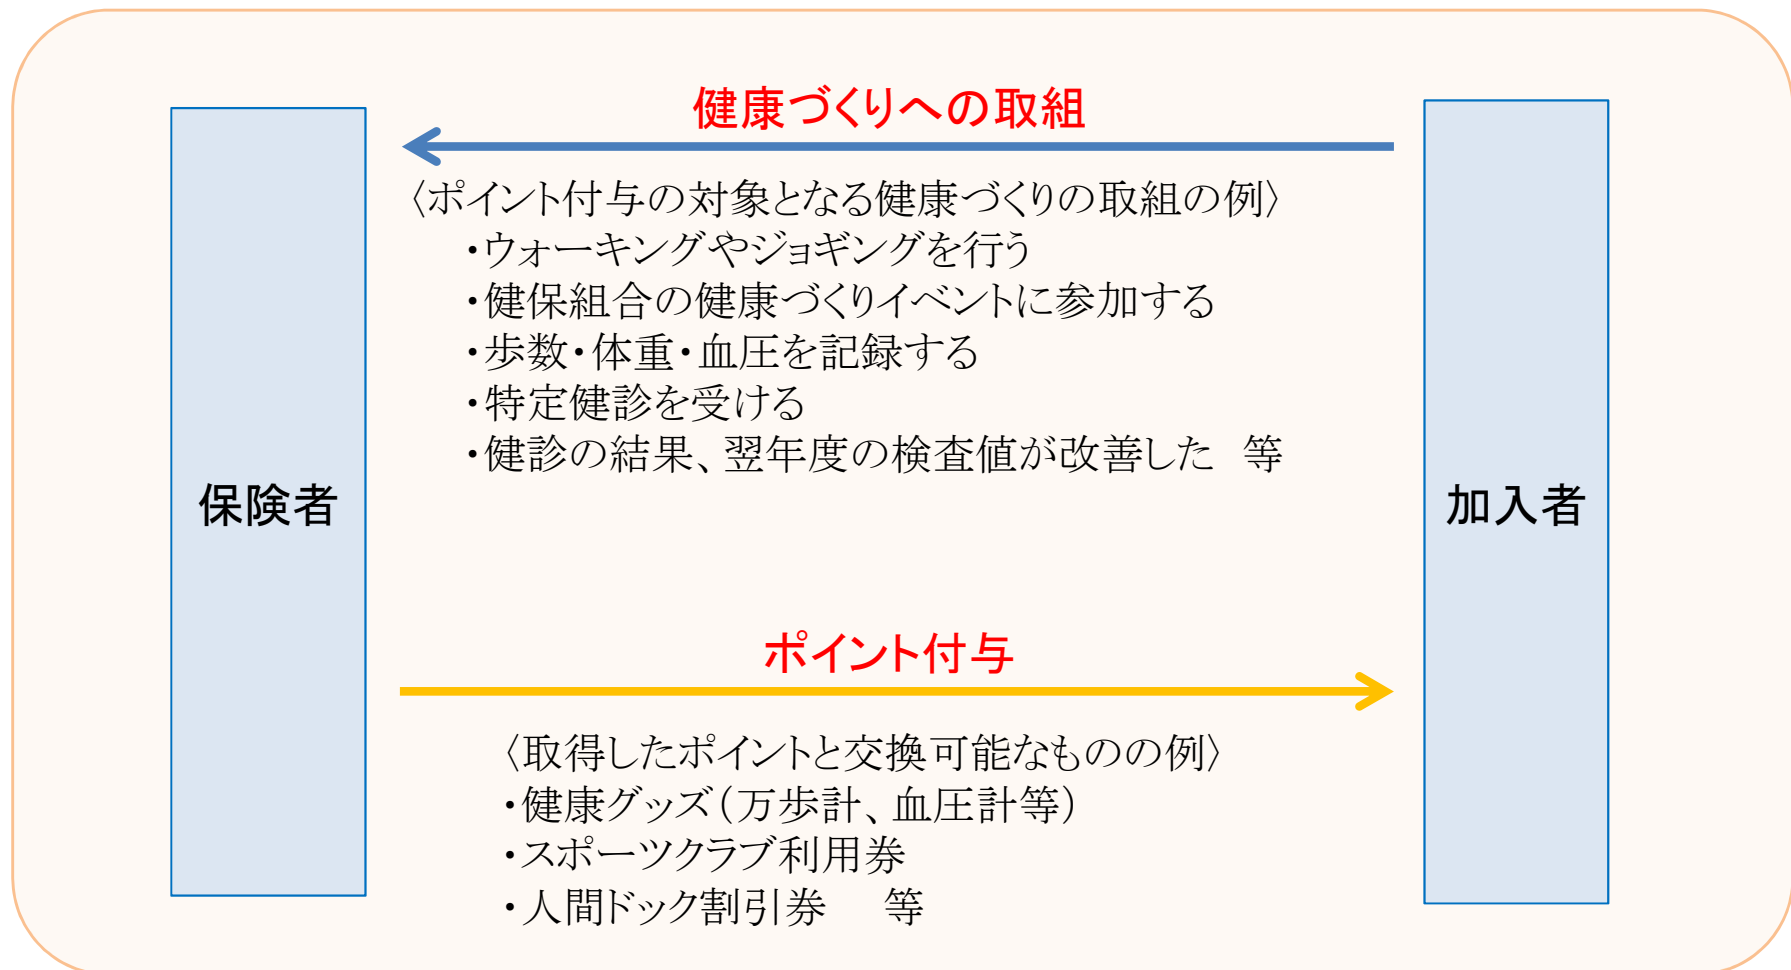 健康づくりへの取組
〈ポイント付与の対象となる健康づくりの取組の例〉
・ウォーキングやジョギングを行う
・健保組合の健康づくりイベントに参加する
・歩数・体重・血圧を記録する
・特定健診を受ける
・健診の結果、翌年度の検査値が改善した　等
保険者
加入者
ポイント付与
〈取得したポイントと交換可能なものの例〉
・健康グッズ（万歩計、血圧計等）
・スポーツクラブ利用券
・人間ドック割引券　等